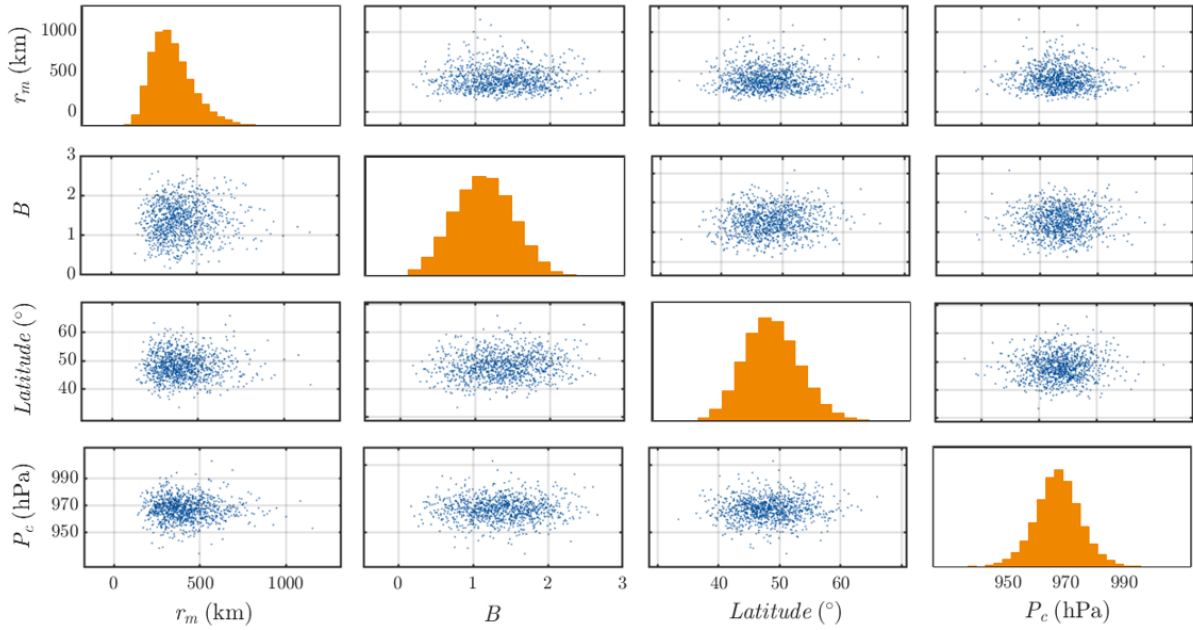 1000
500
0
r_m (km)
3
2
1
0
B
60
50
40
Latitude (°)
990
970
950
P_c (hPa)
0 500 1000
0 1 2 3
40 50 60
950 970 990
r_m (km)
B
Latitude (°)
P_c (hPa)